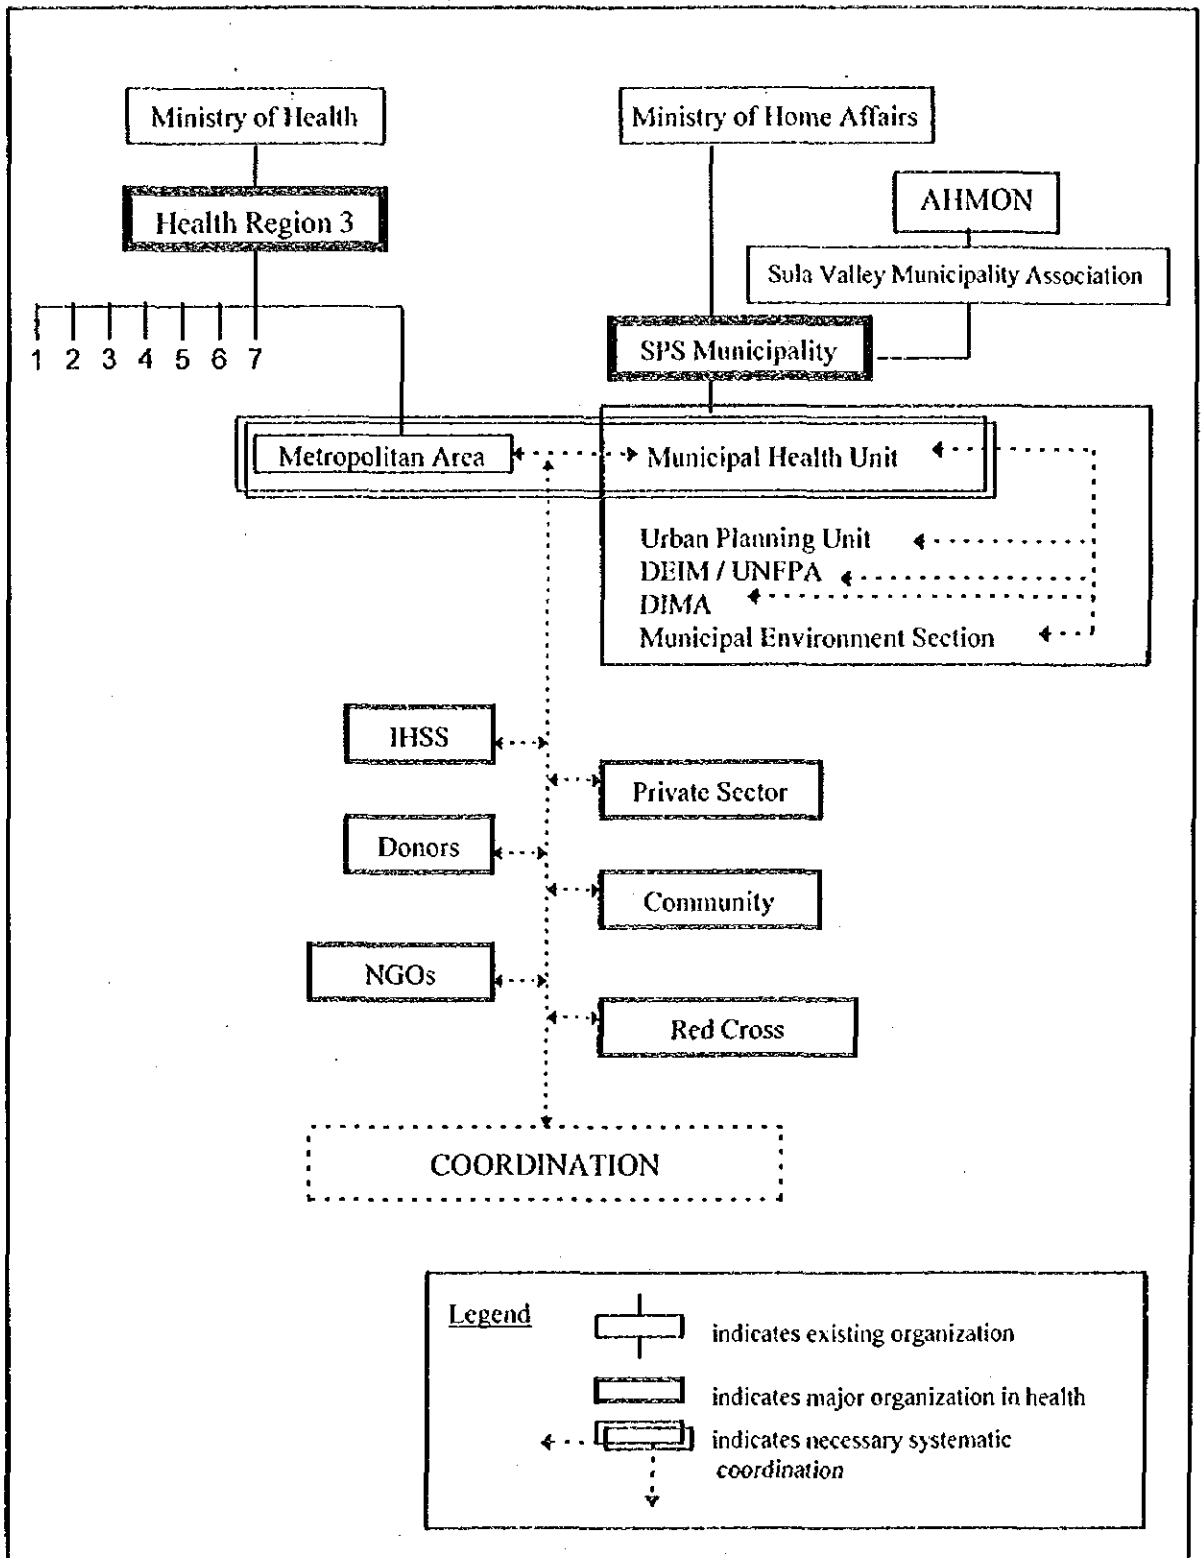 Ministry of Health
Ministry of Home Affairs
Health Region 3
AHMON
Sula Valley Municipality Association
1 2 3 4 5 6 7
SPS Municipality
Metropolitan Area
Municipal Health Unit
Urban Planning Unit
DEIM / UNFPA
DIMA
Municipal Environment Section
IHSS
Private Sector
Donors
Community
NGOs
Red Cross
COORDINATION
Legend
indicates existing organization
indicates major organization in health
indicates necessary systematic
coordination